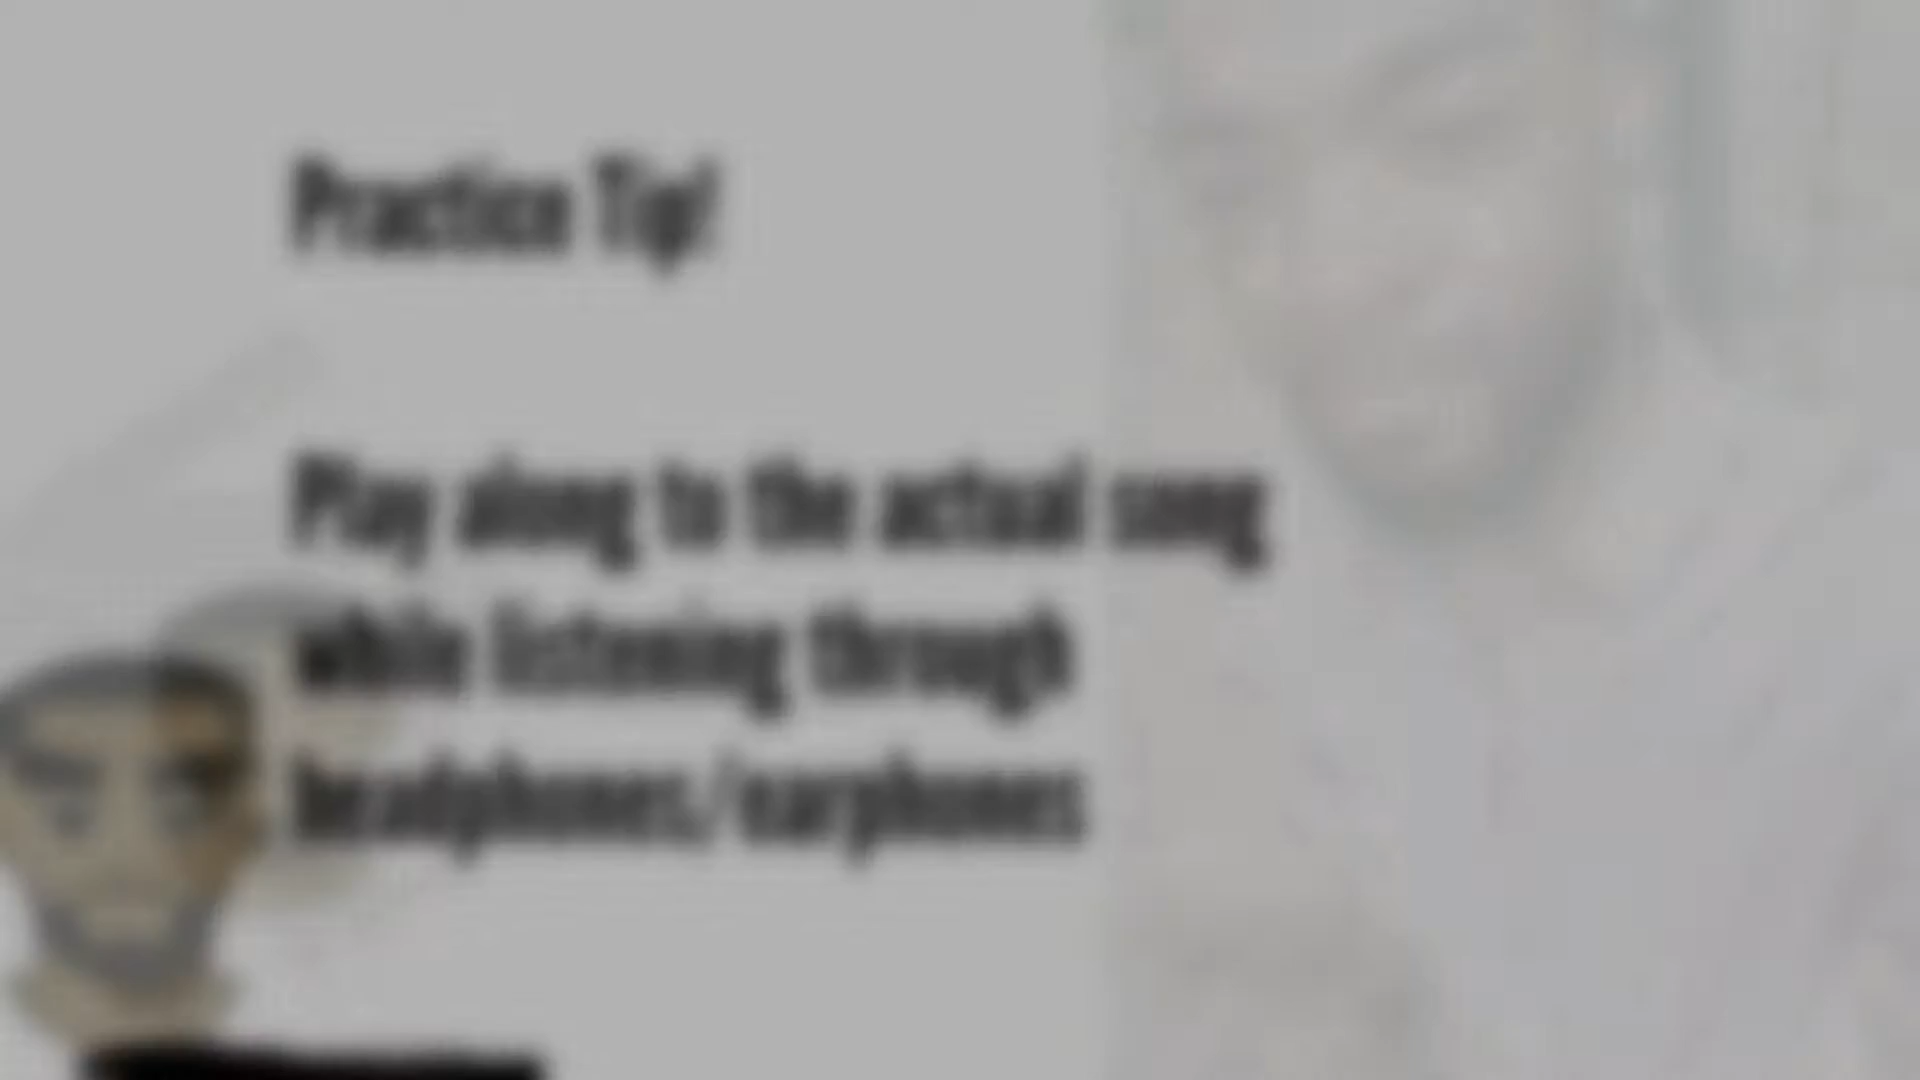 Practice Tip!
Play along to the actual song
while listening through
headphones/earphones